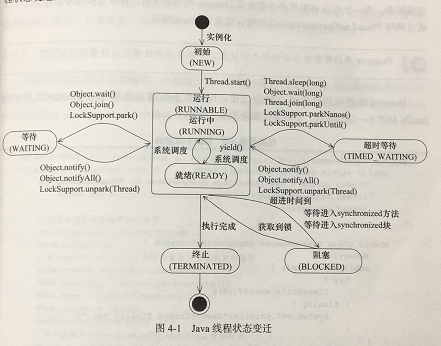 实例化
初始
(NEW)
Thread.start()
Object.wait()
Object.join()
LockSupport.park()
运行
(RUNNABLE)
运行中
(RUNNING)
Thread.sleep(long)
Object.wait(long)
Thread.join(long)
LockSupport.parkNanos()
LockSupport.parkUntil()
等待
(WAITING)
系统调度
yield()
系统调度
超时等待
(TIMED_WAITING)
Object.notify()
Object.notifyAll()
LockSupport.unpark(Thread)
就绪(READY)
Object.notify()
Object.notifyAll()
LockSupport.unpark(Thread)
超进时间到
等待进入synchronized方法
等待进入synchronized块
执行完成
获取到锁
终止
(TERMINATED)
阻塞
(BLOCKED)
图 4-1 Java 线程状态变迁